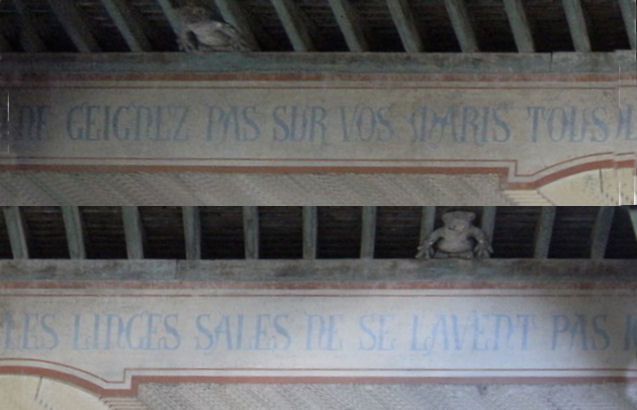 NE GEIGNEZ PAS SUR VOS MARIS TOUS
LES LINGES SALES NE SE LAVENT PAS